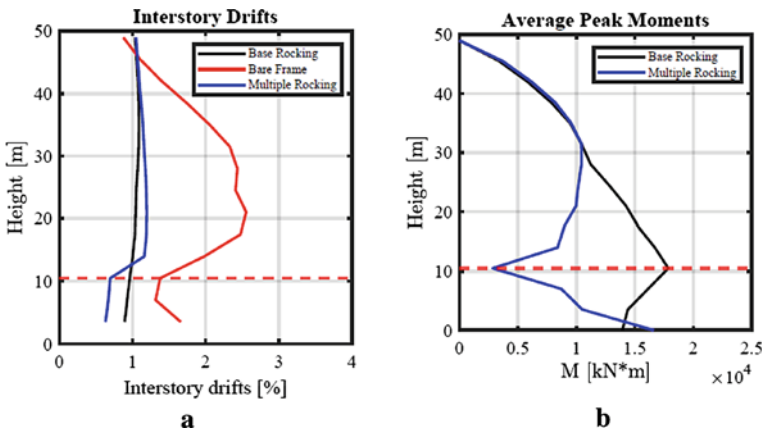 Interstory Drifts
50
40
30
20
10
0
Height [m]
Base Rocking
Bare Frame
Multiple Rocking
0 1 2 3 4
Interstory drifts [%]
a
Average Peak Moments
50
40
30
20
10
0
Height [m]
Base Rocking
Multiple Rocking
0 0.5 1 1.5 2 2.5
M [kN*m]
×10⁴
b